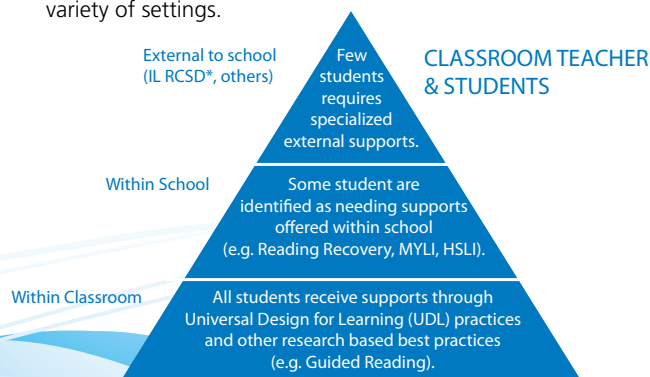 variety of settings.
External to school
(IL RCSD*, others)
Few
students
requires
specialized
external supports.
CLASSROOM TEACHER
& STUDENTS
Within School
Some student are
identified as needing supports
offered within school
(e.g. Reading Recovery, MYLI, HSLI).
Within Classroom
All students receive supports through
Universal Design for Learning (UDL) practices
and other research based best practices
(e.g. Guided Reading).